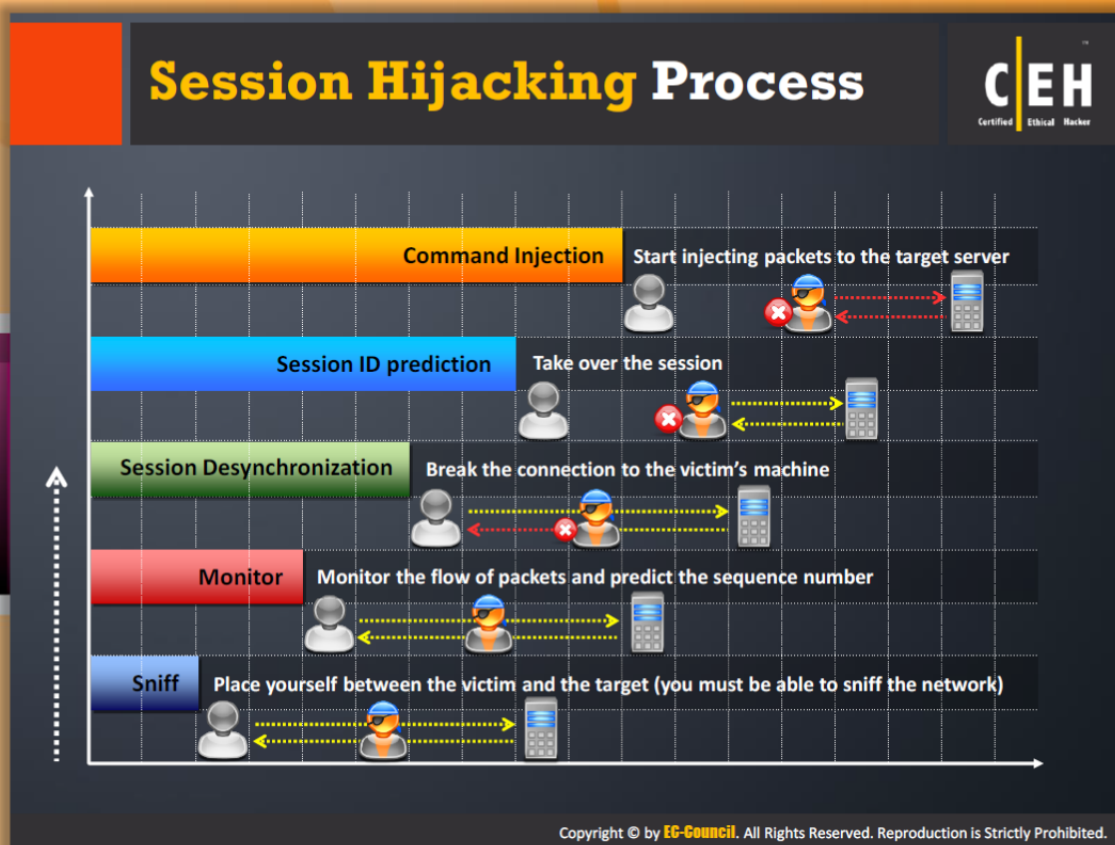 Session Hijacking Process
CEH
™
Certified Ethical Hacker
Command Injection
Start injecting packets to the target server
Session ID prediction
Take over the session
Session Desynchronization
Break the connection to the victim's machine
Monitor
Monitor the flow of packets and predict the sequence number
Sniff
Place yourself between the victim and the target (you must be able to sniff the network)
Copyright © by EC-Council. All Rights Reserved. Reproduction is Strictly Prohibited.